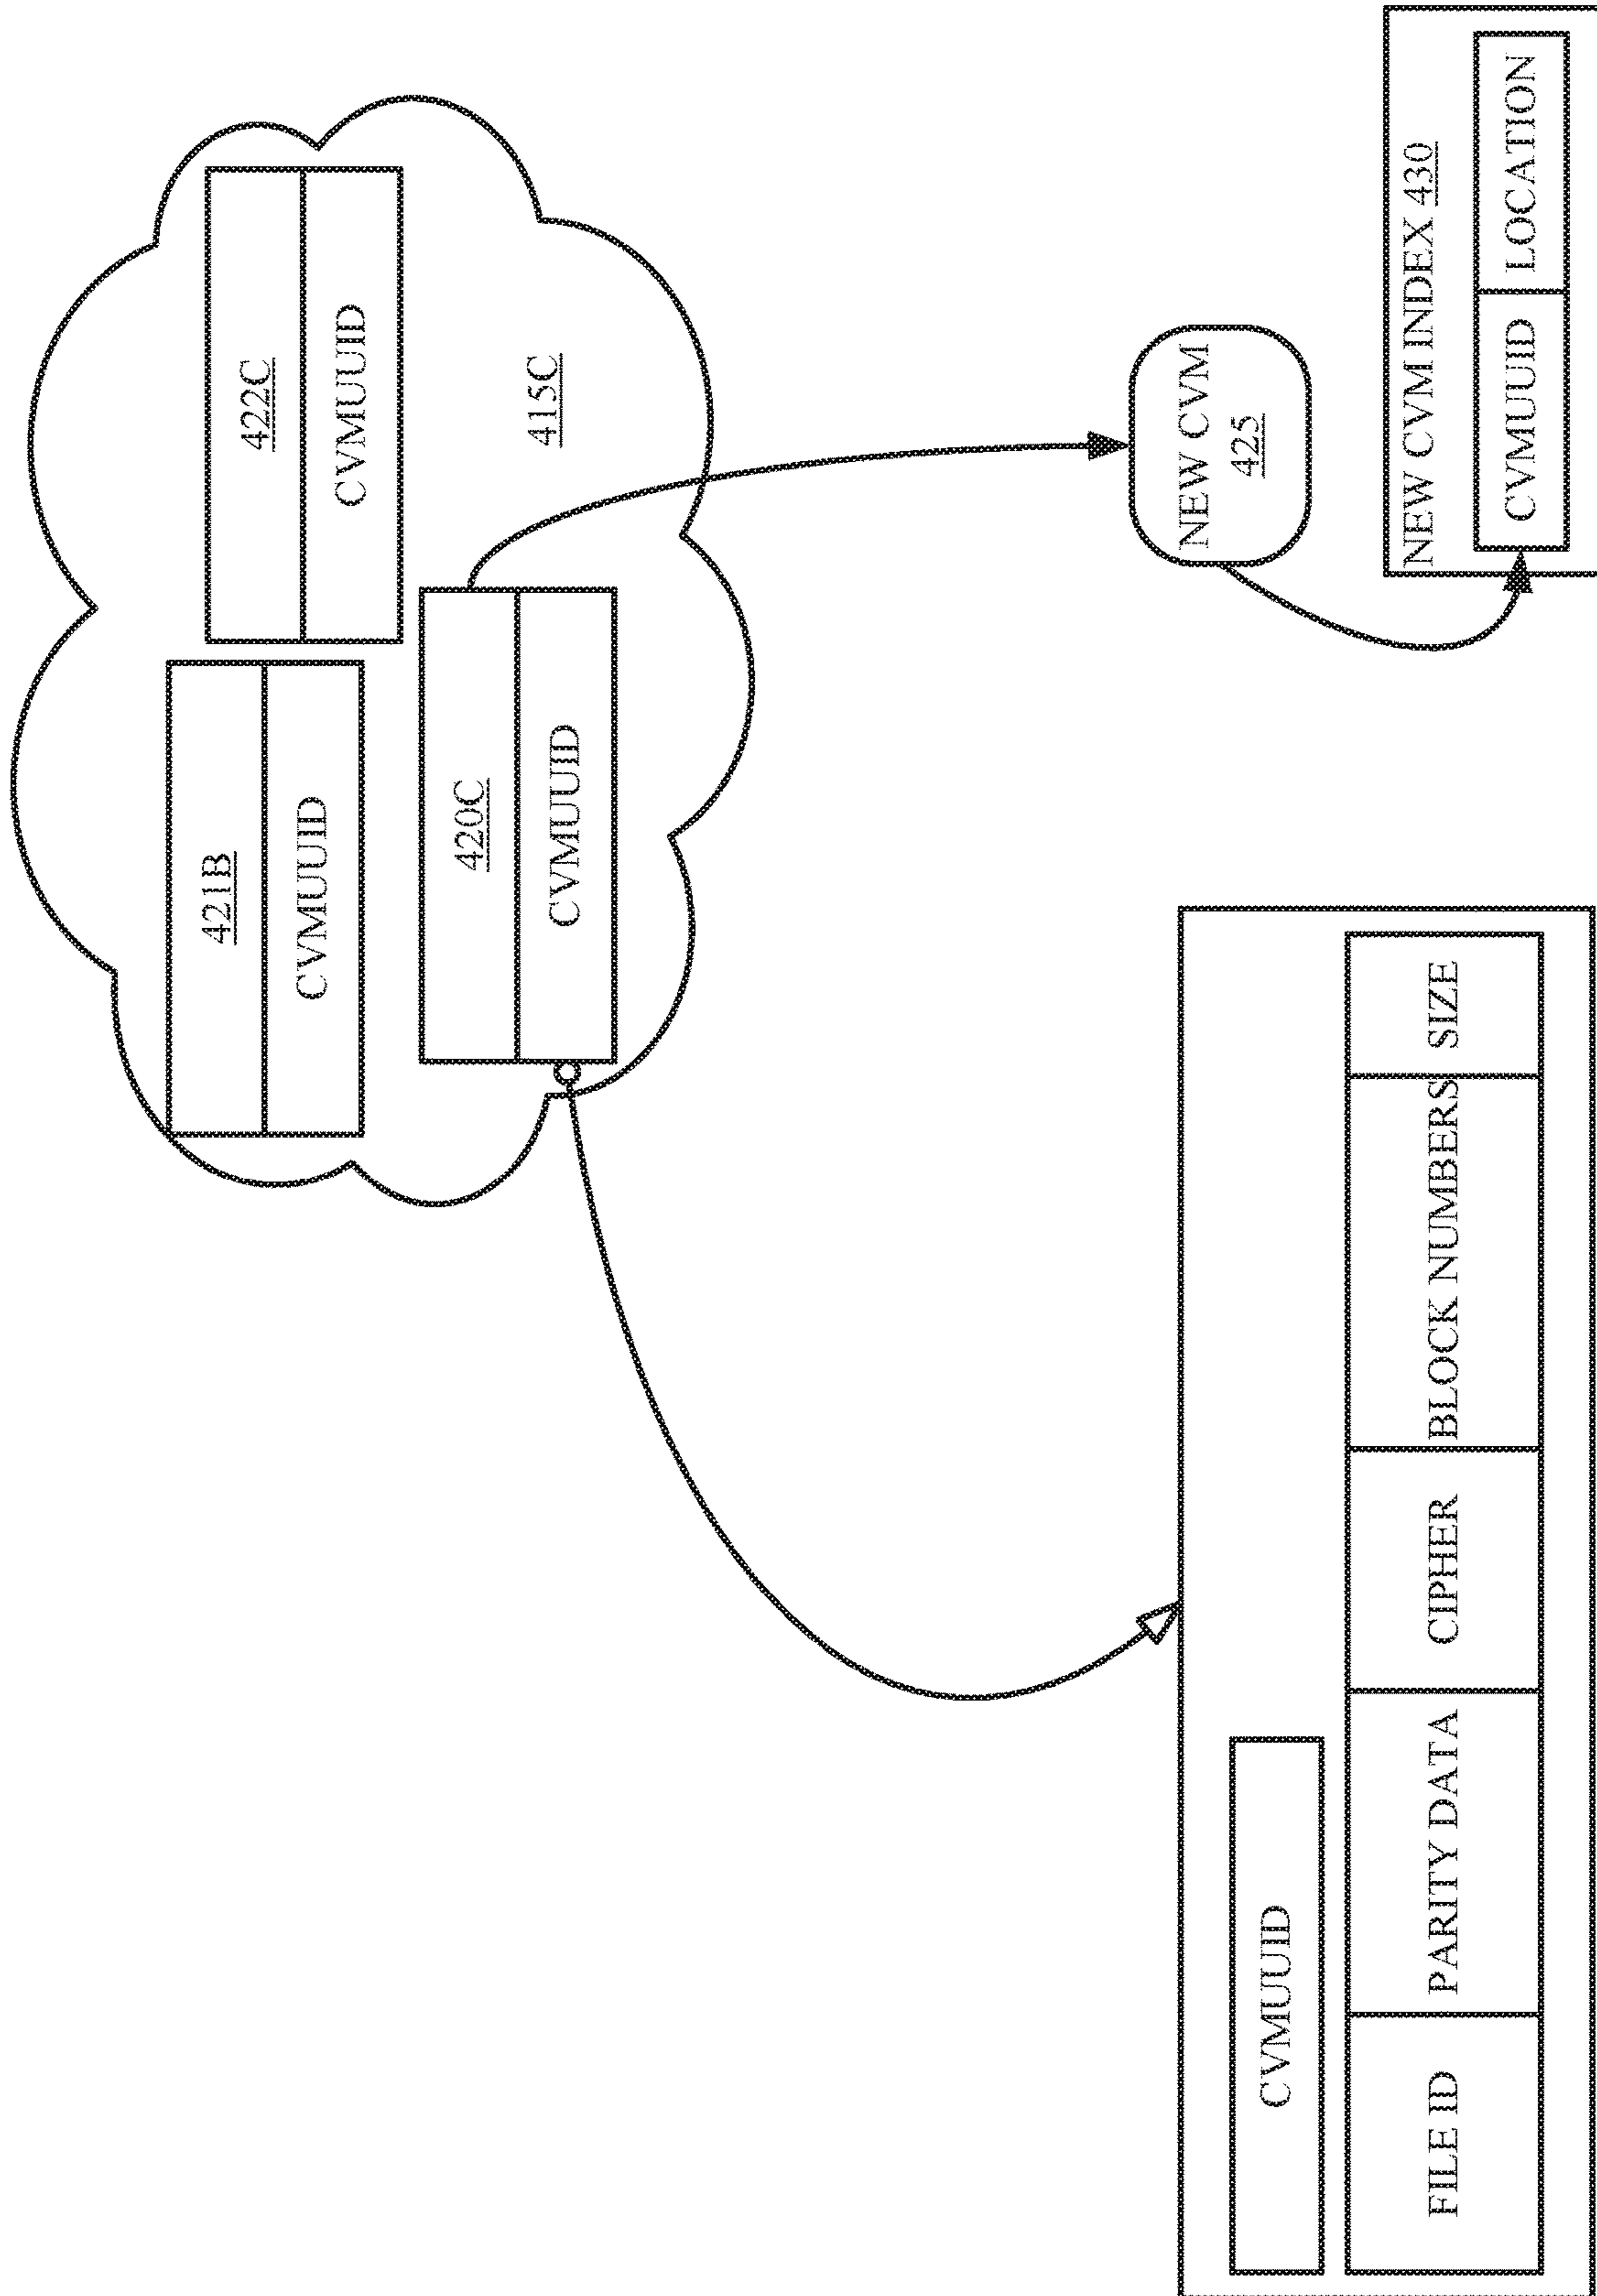 421B
CVMUUID
422C
CVMUUID
420C
CVMUUID
415C
CVMUUID
FILE ID
PARITY DATA
CIPHER
BLOCK NUMBERS
SIZE
NEW CVM
425
NEW CVM INDEX 430
CVMUUID
LOCATION